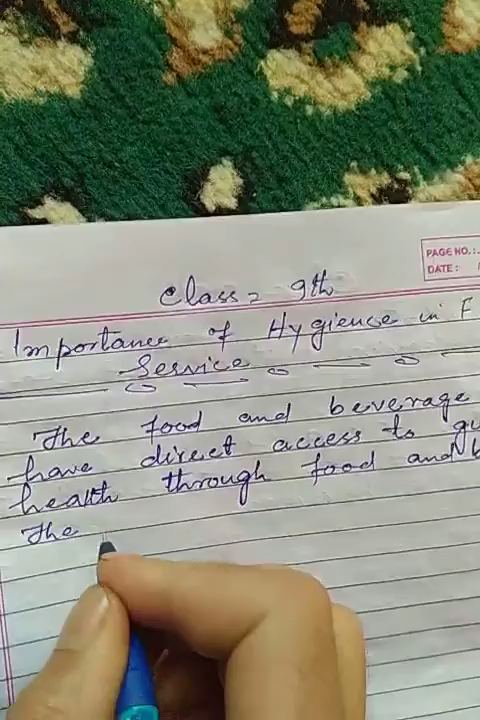 PAGE NO.:
DATE:
Class = 9th
Importance of Hygience in F
Service
The food and beverage
have direct access to gu
health through food and b
The